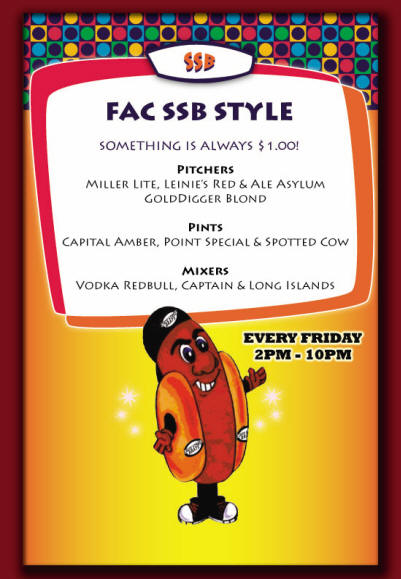 SSB
FAC SSB STYLE
SOMETHING IS ALWAYS $1.00!
PITCHERS
MILLER LITE, LEINIE'S RED & ALE ASYLUM
GOLDDIGGER BLOND
PINTS
CAPITAL AMBER, POINT SPECIAL & SPOTTED COW
MIXERS
VODKA REDBULL, CAPTAIN & LONG ISLANDS
EVERY FRIDAY
2PM - 10PM